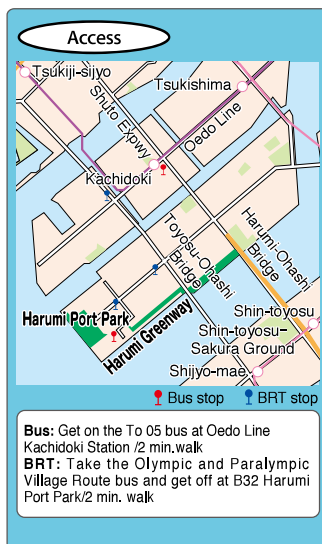 Access
Tsukiji-sijyo
Tsukishima
Shuto Expwy
Oedo Line
Kachidoki
Toyosu-Ohashi
Bridge
Harumi-Ohashi
Bridge
Harumi Port Park
Harumi Greenway
Shin-toyosu
Shin-toyosu-
Sakura Ground
Shijyo-mae
Bus stop
BRT stop
Bus: Get on the To 05 bus at Oedo Line
Kachidoki Station /2 min.walk
BRT: Take the Olympic and Paralympic
Village Route bus and get off at B32 Harumi
Port Park/2 min. walk